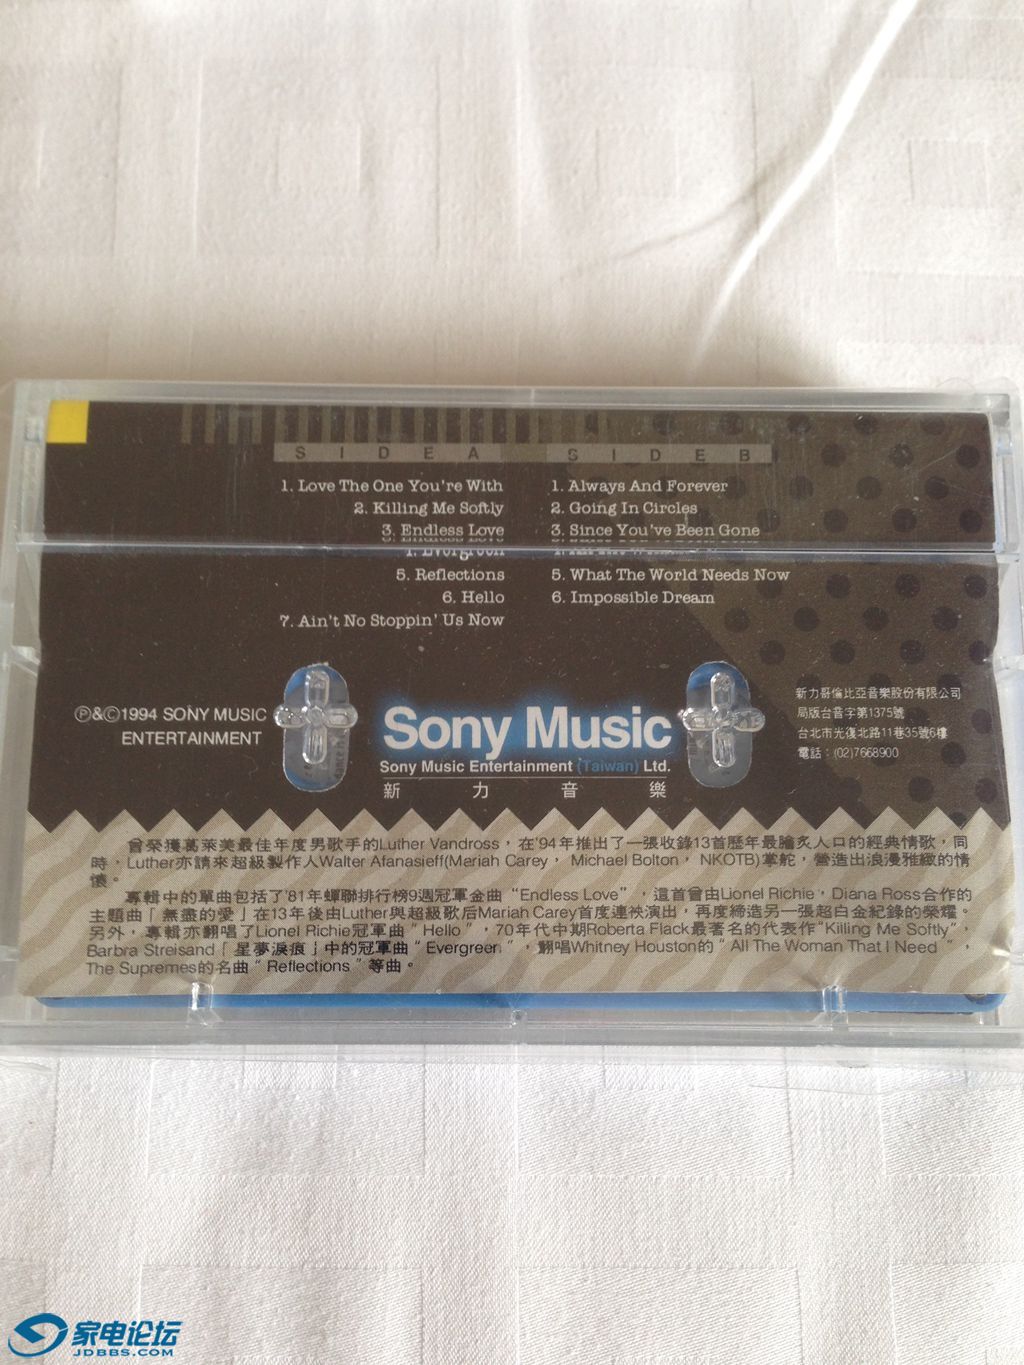 SIDE A
SIDE B
1. Love The One You're With
2. Killing Me Softly
3. Endless Love
4. Evergreen
5. Reflections
6. Hello
7. Ain't No Stoppin' Us Now
1. Always And Forever
2. Going In Circles
3. Since You've Been Gone
5. What The World Needs Now
6. Impossible Dream
℗&©1994 SONY MUSIC
ENTERTAINMENT
Sony Music
Sony Music Entertainment (Taiwan) Ltd.
新力音樂
新力哥倫比亞音樂股份有限公司
局版台音字第1375號
台北市光復北路11巷35號6樓
電話：(02)7668900
曾榮獲葛萊美最佳年度男歌手的Luther Vandross，在'94年推出了一張收錄13首歷年最膾炙人口的經典情歌，同
時，Luther亦請來超級製作人Walter Afanasieff(Meriah Carey，Michael Bolton，NKOTB)掌舵，營造出浪漫雅緻的情
懷。
專輯中的單曲包括了'81年蟬聯排行榜9週冠軍金曲“Endless Love”，這首曾由Lionel Richie，Diana Ross合作的
主題曲「無盡的愛」在13年後由Luther與超級歌后Mariah Carey首度連袂演出，再度締造另一張超白金紀錄的榮耀。
另外，專輯亦翻唱了Lionel Richie冠軍曲“Hello”，70年代中期Roberta Flack最著名的代表作“Killing Me Softly”，
Barbra Streisand「星夢淚痕」中的冠軍曲“Evergreen”，翻唱Whitney Houston的“All The Woman That I Need”，
The Supremes的名曲“Reflections”等曲。
家电论坛
JDBBS.COM